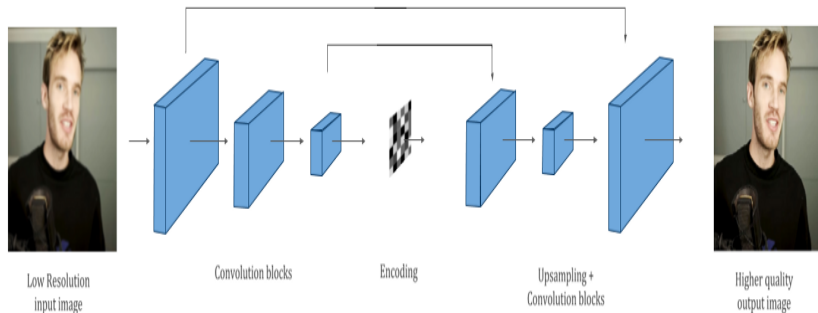 Low Resolution
input image
Convolution blocks
Encoding
Upsampling +
Convolution blocks
Higher quality
output image